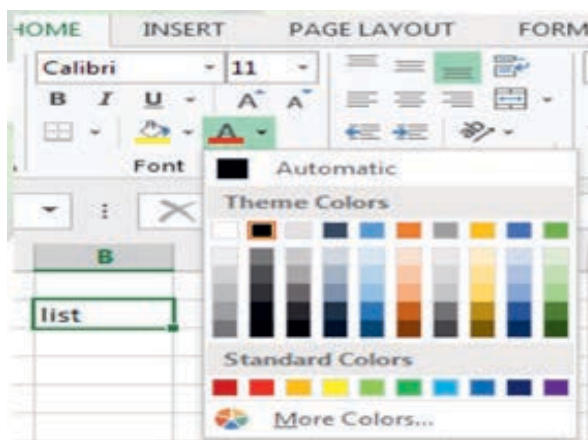 HOME INSERT PAGE LAYOUT FORM
Calibri 11
B I U A A
A
Font
Automatic
Theme Colors
B
list
Standard Colors
More Colors...